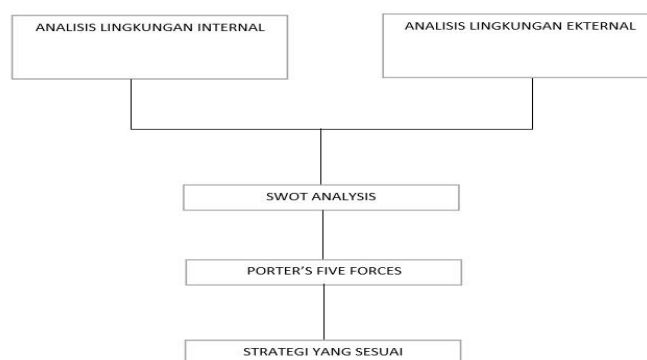 ANALISIS LINGKUNGAN INTERNAL
ANALISIS LINGKUNGAN EKTERNAL
SWOT ANALYSIS
PORTER'S FIVE FORCES
STRATEGI YANG SESUAI